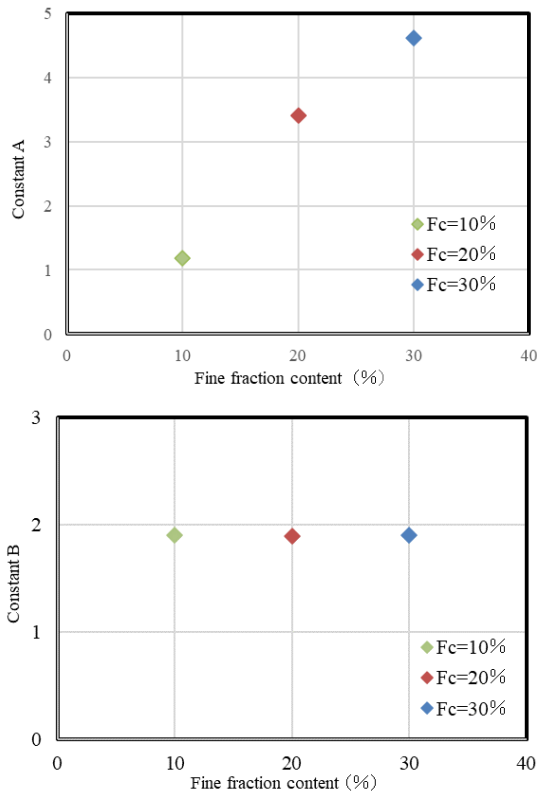 5
4
3
2
1
0
Constant A
Fc=10%
Fc=20%
Fc=30%
0 10 20 30 40
Fine fraction content (%)
3
2
1
0
Constant B
Fc=10%
Fc=20%
Fc=30%
0 10 20 30 40
Fine fraction content (%)